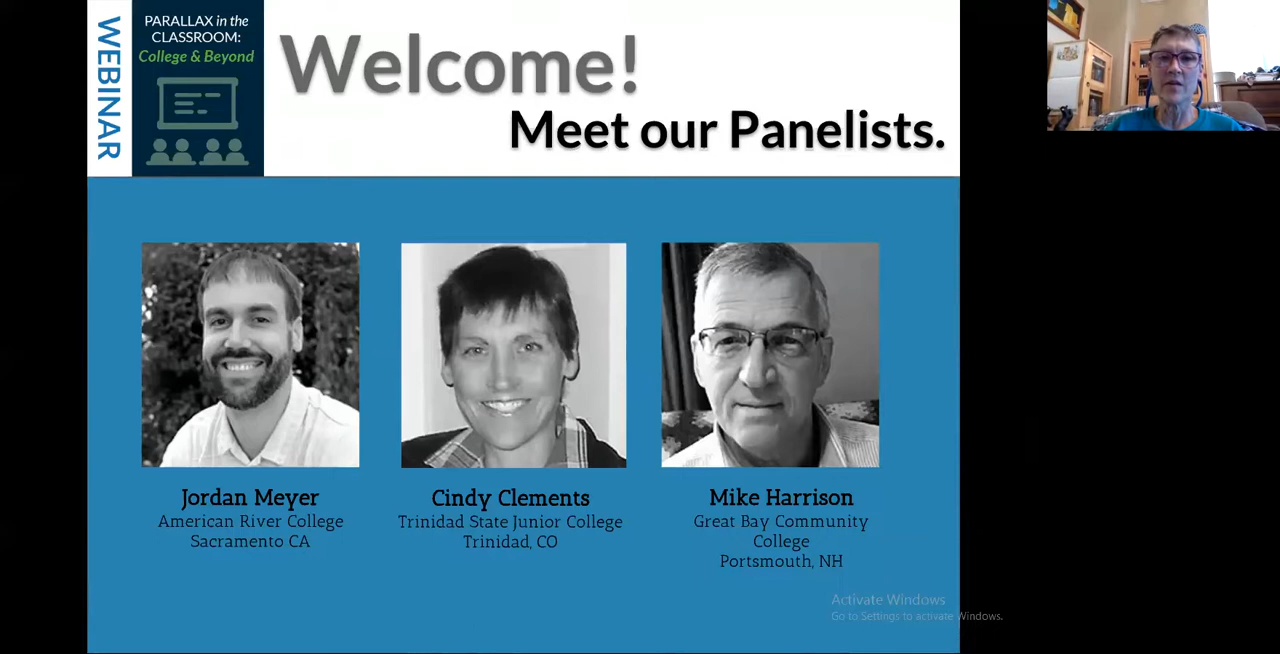 WEBINAR
PARALLAX in the
CLASSROOM:
College & Beyond
Welcome!
Meet our Panelists.
Jordan Meyer
American River College
Sacramento CA
Cindy Clements
Trinidad State Junior College
Trinidad, CO
Mike Harrison
Great Bay Community
College
Portsmouth, NH
Activate Windows
Go to Settings to activate Windows.